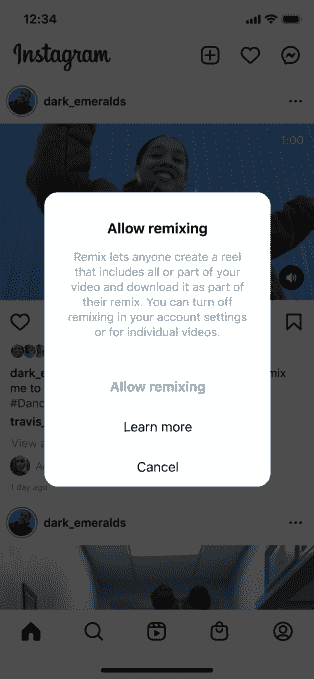 12:34
Instagram
dark_emeralds
1:00
Allow remixing
Remix lets anyone create a reel
that includes all or part of your
video and download it as part of
their remix. You can turn off
remixing in your account settings
or for individual videos.
Allow remixing
Learn more
Cancel
dark_e
mix
me to
#Danc
travis_
View a
1 day ago
dark_emeralds